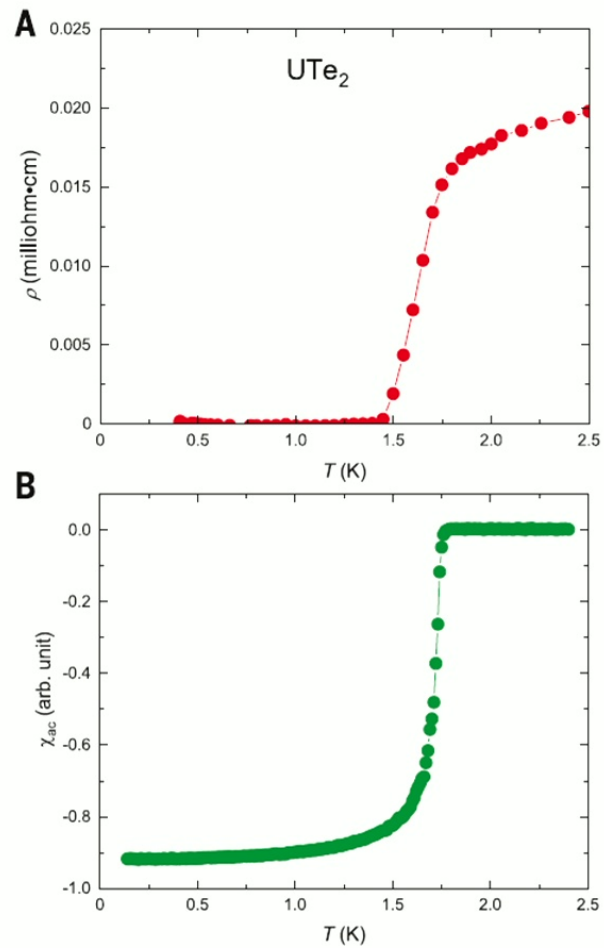 A
UTe₂
0.025
0.020
0.015
0.010
0.005
0
ρ (milliohm•cm)
0 0.5 1.0 1.5 2.0 2.5
T (K)
B
0.0
-0.2
-0.4
-0.6
-0.8
-1.0
χac (arb. unit)
0 0.5 1.0 1.5 2.0 2.5
T (K)